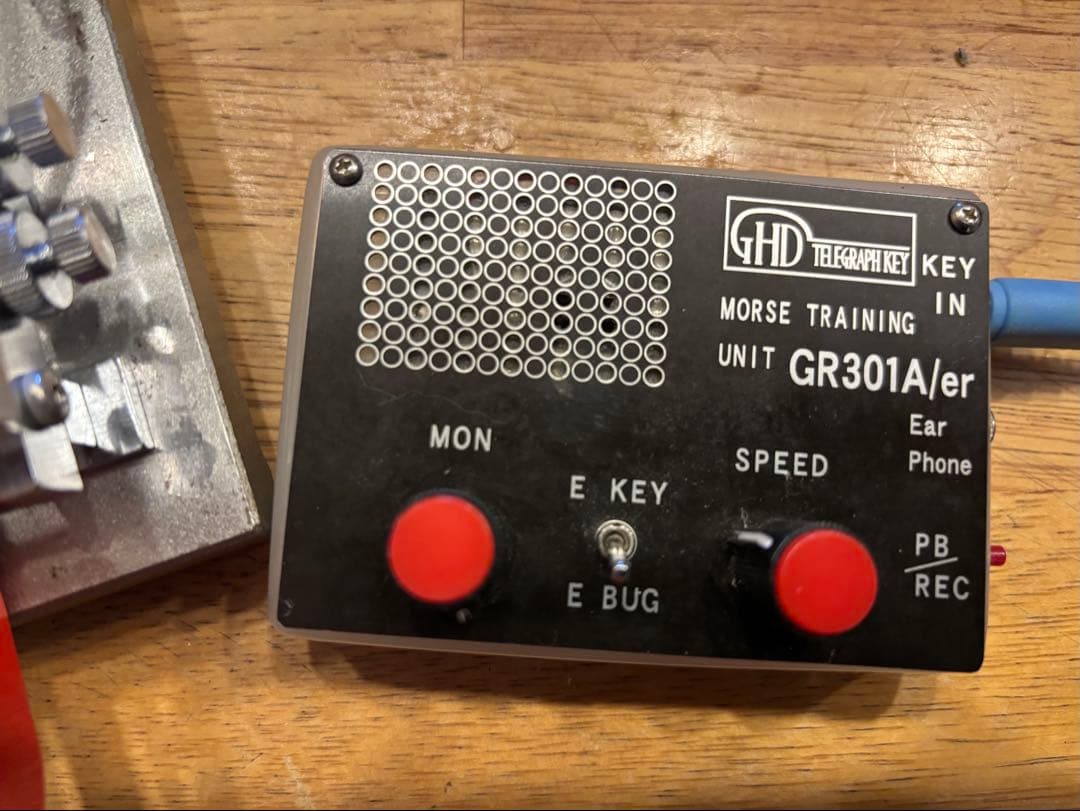 GHD TELEGRAPH KEY
KEY
IN
MORSE TRAINING
UNIT GR301A/er
Ear
Phone
MON
SPEED
E KEY
E BUG
PB/
REC